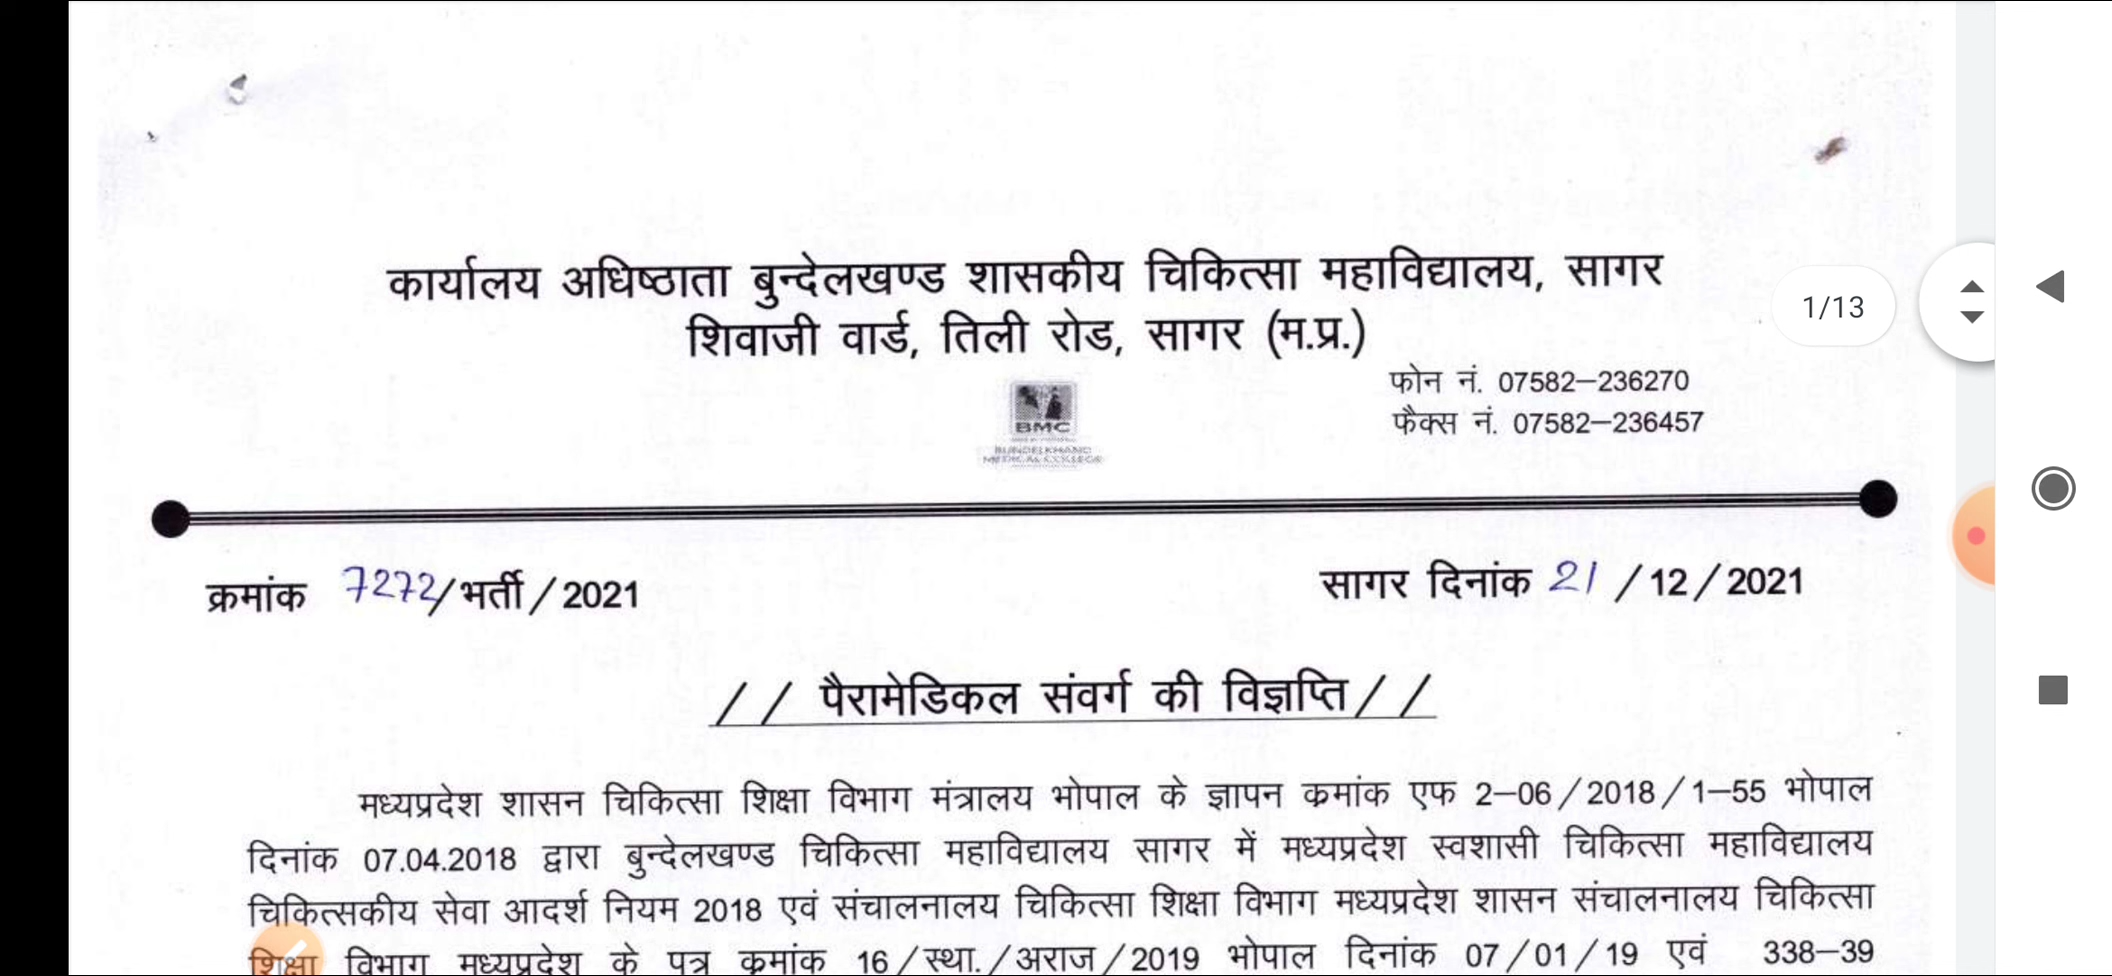 कार्यालय अधिष्ठाता बुन्देलखण्ड शासकीय चिकित्सा महाविद्यालय, सागर
शिवाजी वार्ड, तिली रोड, सागर (म.प्र.)
1/13
फोन नं. 07582–236270
फैक्स नं. 07582–236457
BMC
BUNDELKHAND
MEDICAL COLLEGE
क्रमांक 7272/भर्ती/2021
सागर दिनांक 21/12/2021
// पैरामेडिकल संवर्ग की विज्ञप्ति//
मध्यप्रदेश शासन चिकित्सा शिक्षा विभाग मंत्रालय भोपाल के ज्ञापन क्रमांक एफ 2–06/2018/1–55 भोपाल
दिनांक 07.04.2018 द्वारा बुन्देलखण्ड चिकित्सा महाविद्यालय सागर में मध्यप्रदेश स्वशासी चिकित्सा महाविद्यालय
चिकित्सकीय सेवा आदर्श नियम 2018 एवं संचालनालय चिकित्सा शिक्षा विभाग मध्यप्रदेश शासन संचालनालय चिकित्सा
शिक्षा विभाग मध्यप्रदेश के पत्र क्रमांक 16/स्था./अराज/2019 भोपाल दिनांक 07/01/19 एवं 338–39